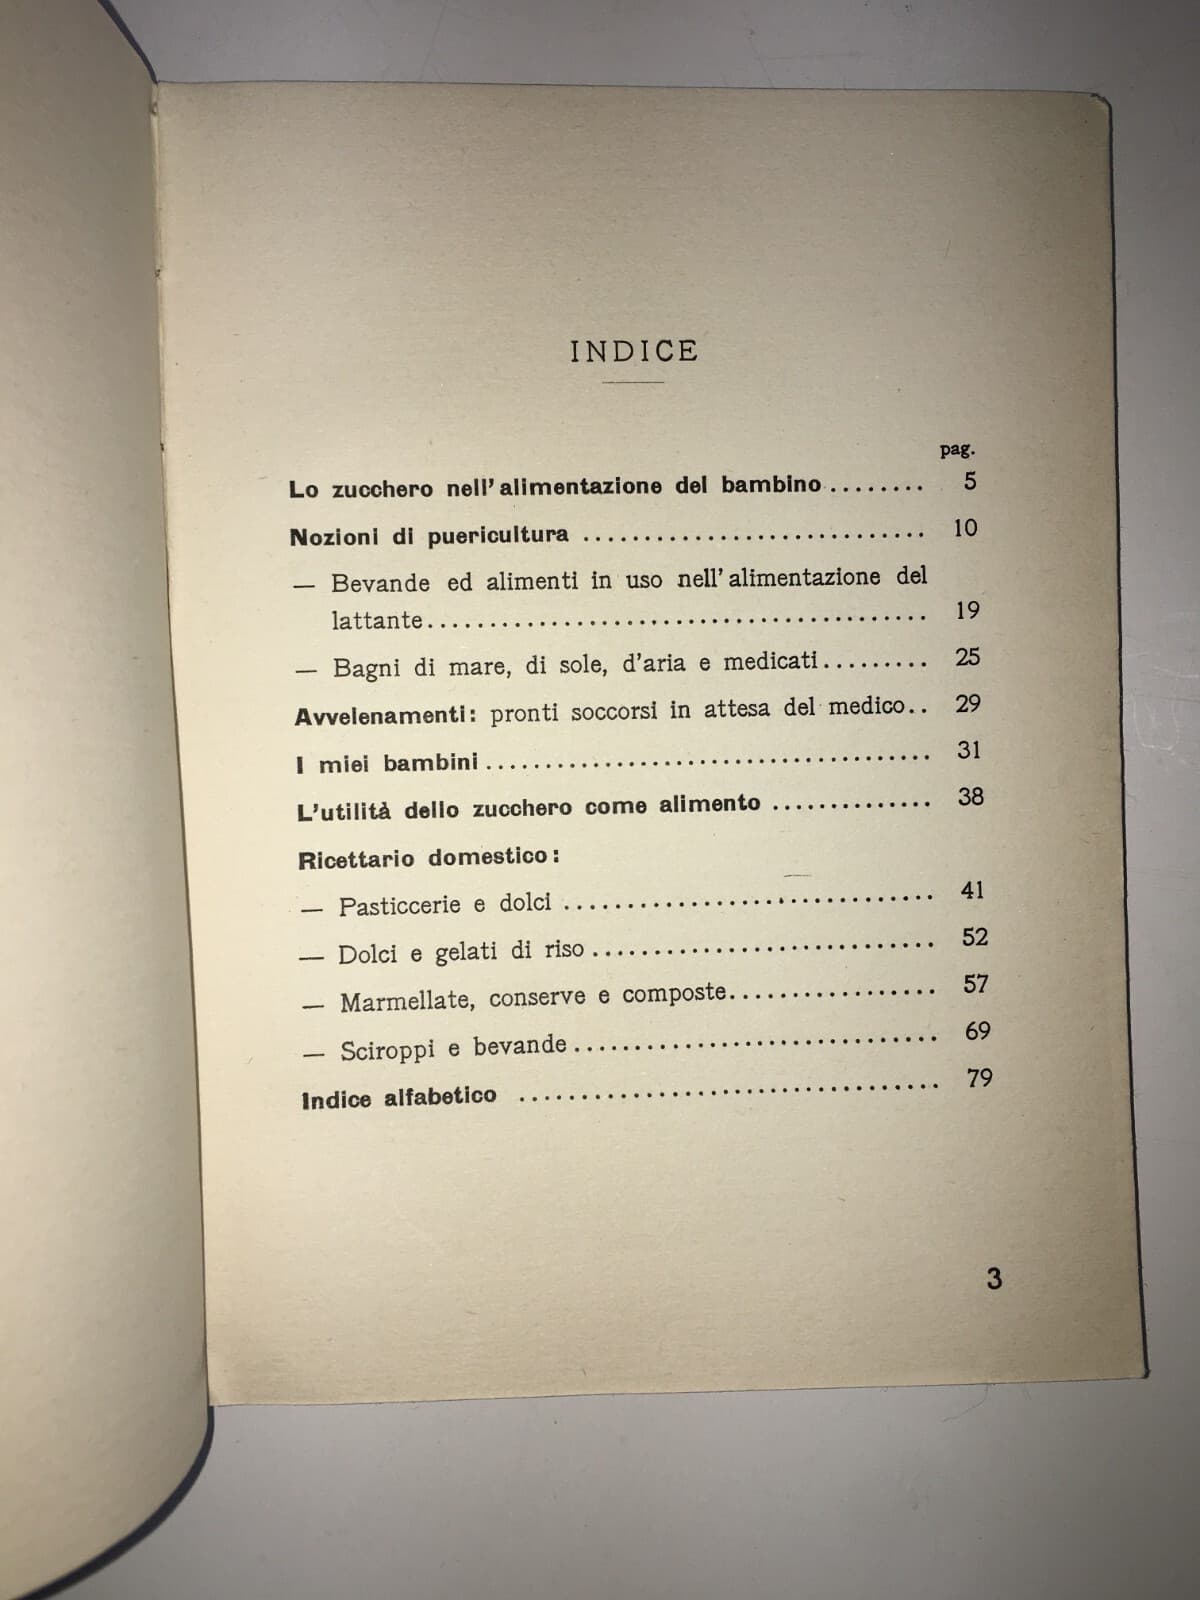 INDICE
pag.
Lo zucchero nell'alimentazione del bambino ........ 5
Nozioni di puericultura ............................ 10
— Bevande ed alimenti in uso nell'alimentazione del
lattante......................................... 19
— Bagni di mare, di sole, d'aria e medicati......... 25
Avvelenamenti: pronti soccorsi in attesa del medico.. 29
I miei bambini..................................... 31
L'utilità dello zucchero come alimento .............. 38
Ricettario domestico:
— Pasticcerie e dolci .............................. 41
— Dolci e gelati di riso............................ 52
— Marmellate, conserve e composte................. 57
— Sciroppi e bevande.............................. 69
Indice alfabetico .................................. 79
3